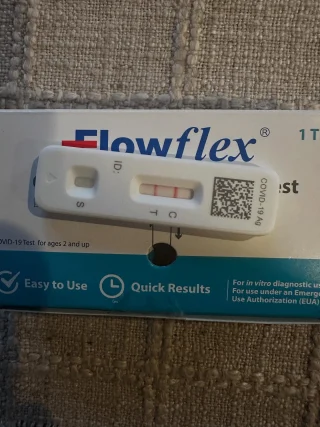 Flowflex®
1 T
est
ID:
S
C
T
COVID-19 Ag
OVID-19 Test for ages 2 and up
Easy to Use
Quick Results
For in vitro diagnostic us
For use under an Emerge
Use Authorization (EUA)